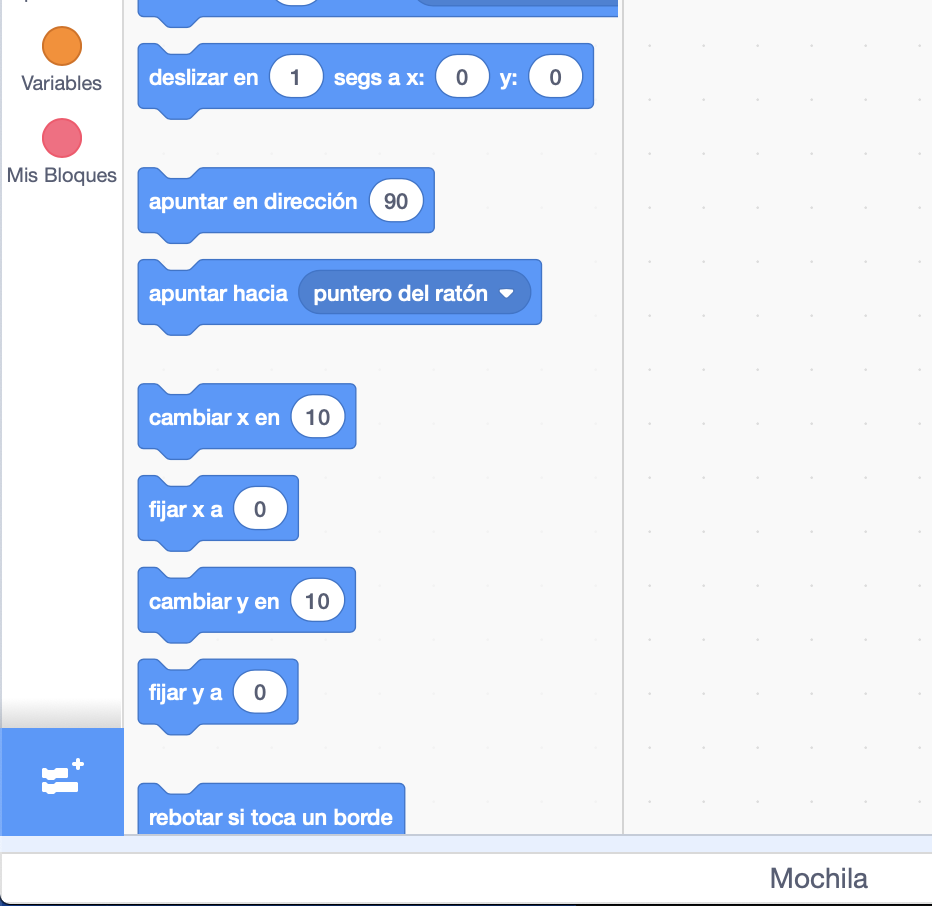 Variables
Mis Bloques
deslizar en 1 segs a x: 0 y: 0
apuntar en dirección 90
apuntar hacia puntero del ratón
cambiar x en 10
fijar x a 0
cambiar y en 10
fijar y a 0
rebotar si toca un borde
Mochila